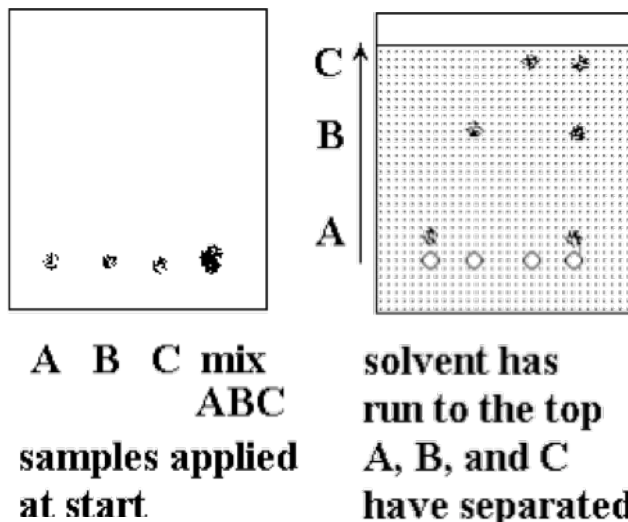 C
B
A
A B C mix
ABC
samples applied
at start
solvent has
run to the top
A, B, and C
have separated